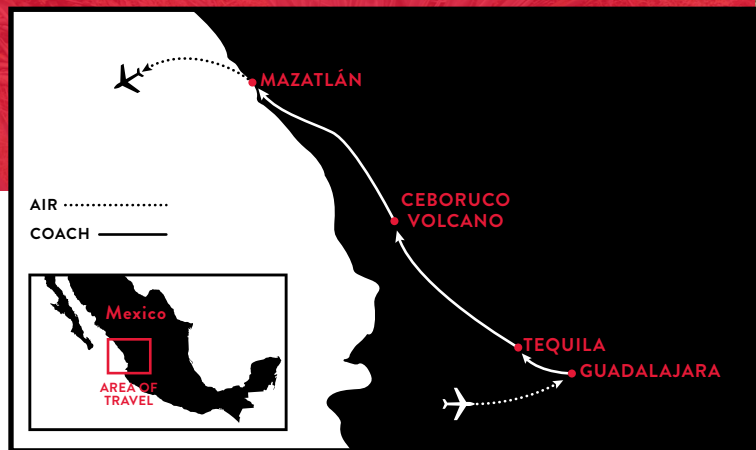 MAZATLÁN
CEBORUCO
VOLCANO
AIR
COACH
TEQUILA
GUADALAJARA
Mexico
AREA OF
TRAVEL